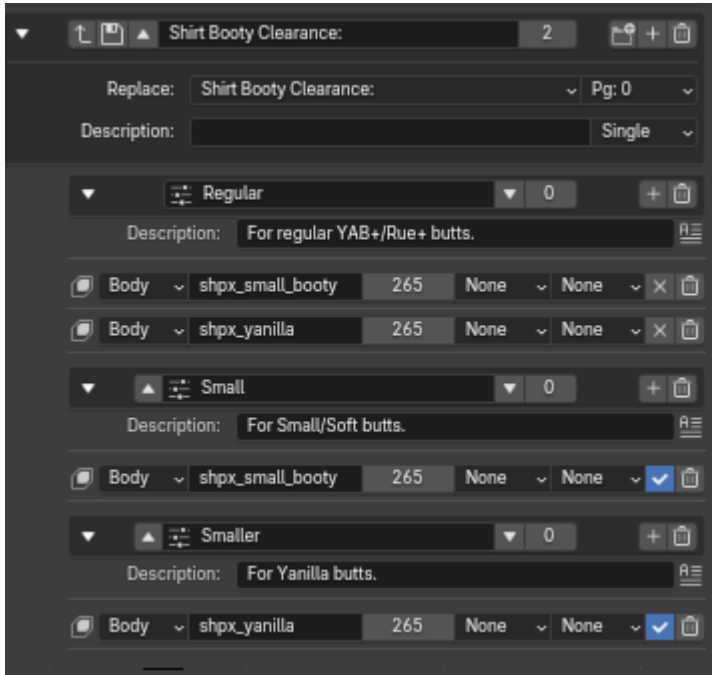 Shirt Booty Clearance: 2
Replace: Shirt Booty Clearance: Pg: 0
Description: Single
Regular 0
Description: For regular YAB+/Rue+ butts.
Body shpx_small_booty 265 None None
Body shpx_yanilla 265 None None
Small 0
Description: For Small/Soft butts.
Body shpx_small_booty 265 None None
Smaller 0
Description: For Yanilla butts.
Body shpx_yanilla 265 None None